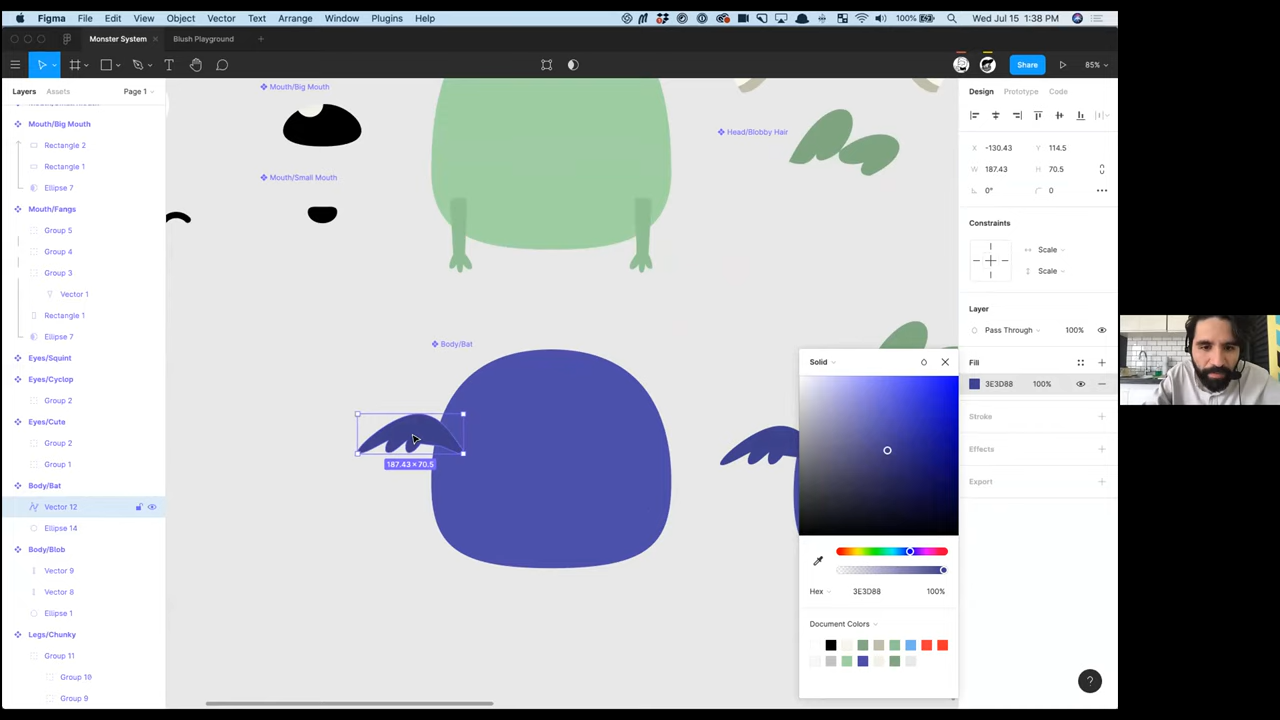 Figma File Edit View Object Vector Text Arrange Window Plugins Help
100% Wed Jul 15 1:38 PM
Monster System
Blush Playground
Share
85%
Layers Assets Page 1
Mouth/Big Mouth
Rectangle 2
Rectangle 1
Ellipse 7
Mouth/Fangs
Group 5
Group 4
Group 3
Vector 1
Rectangle 1
Ellipse 7
Eyes/Squint
Eyes/Cyclop
Group 2
Eyes/Cute
Group 2
Group 1
Body/Bat
Vector 12
Ellipse 14
Body/Blob
Vector 9
Vector 8
Ellipse 1
Legs/Chunky
Group 11
Group 10
Group 9
Mouth/Big Mouth
Mouth/Small Mouth
Head/Blobby Hair
Body/Bat
187.43 × 70.5
Solid
Hex 3E3D88 100%
Document Colors
Design Prototype Code
X -130.43 Y 114.5
W 187.43 H 70.5
0° 0
Constraints
Scale
Scale
Layer
Pass Through 100%
Fill
3E3D88 100%
Stroke
Effects
Export
?